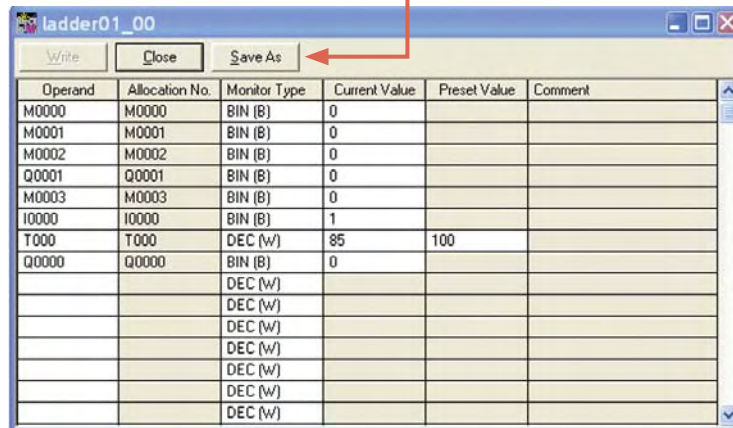 ladder01_00
Write Close Save As
Operand Allocation No. Monitor Type Current Value Preset Value Comment
M0000 M0000 BIN (B) 0
M0001 M0001 BIN (B) 0
M0002 M0002 BIN (B) 0
Q0001 Q0001 BIN (B) 0
M0003 M0003 BIN (B) 0
I0000 I0000 BIN (B) 1
T000 T000 DEC (W) 85 100
Q0000 Q0000 BIN (B) 0
DEC (W)
DEC (W)
DEC (W)
DEC (W)
DEC (W)
DEC (W)
DEC (W)